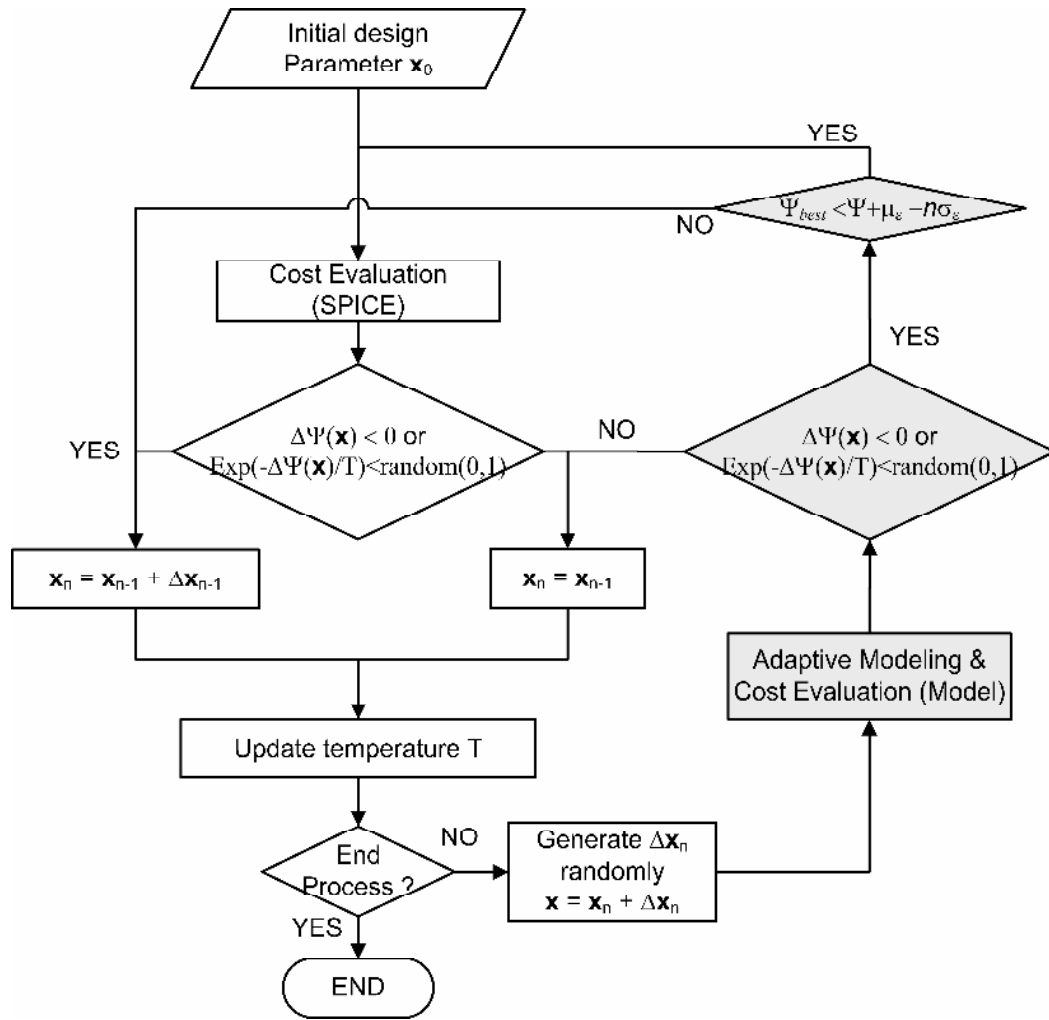 Initial design
Parameter x₀
YES
Ψbest <Ψ+με −nσε
NO
Cost Evaluation
(SPICE)
YES
YES
ΔΨ(x) < 0 or
Exp(-ΔΨ(x)/T)<random(0,1)
NO
ΔΨ(x) < 0 or
Exp(-ΔΨ(x)/T)<random(0,1)
xₙ = xₙ₋₁ + Δxₙ₋₁
xₙ = xₙ₋₁
Adaptive Modeling &
Cost Evaluation (Model)
Update temperature T
NO
End
Process ?
Generate Δxₙ
randomly
x = xₙ + Δxₙ
YES
END